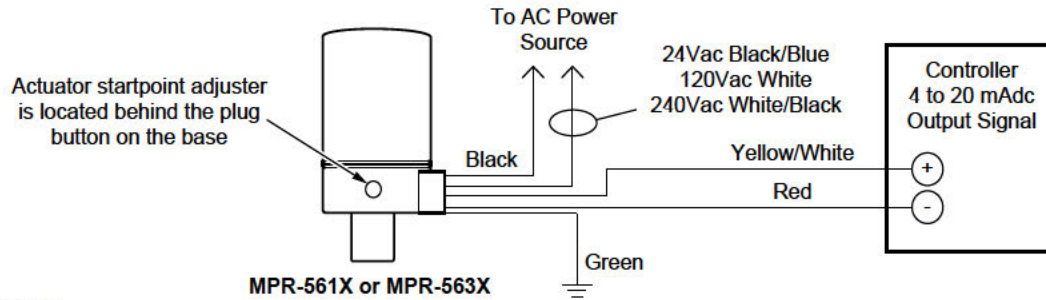 To AC Power
Source
24Vac Black/Blue
120Vac White
240Vac White/Black
Controller
4 to 20 mAdc
Output Signal
Actuator startpoint adjuster
is located behind the plug
button on the base
Black
Yellow/White
+
Red
-
Green
MPR-561X or MPR-563X